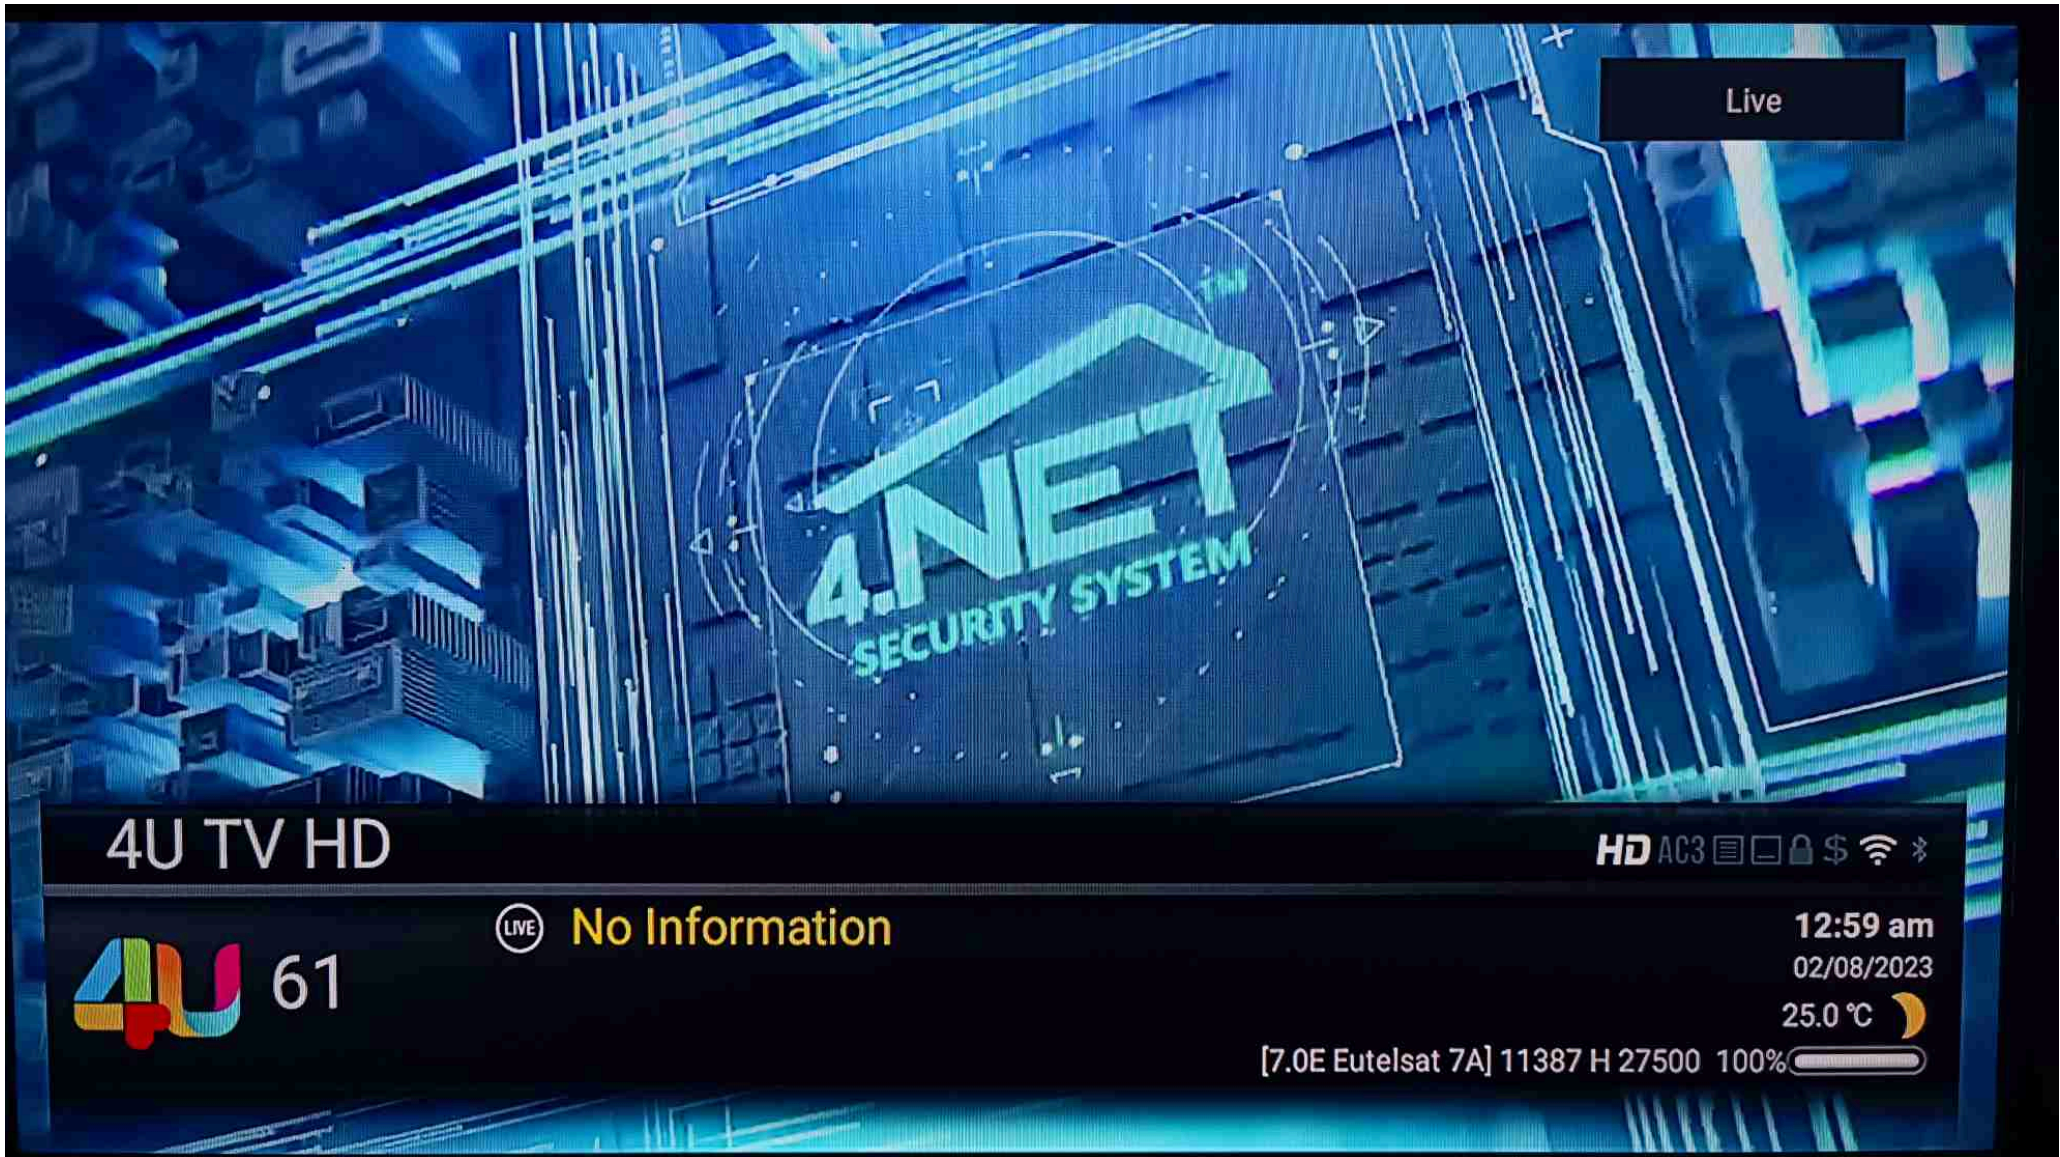 Live
TM
4.NET
SECURITY SYSTEM
4U TV HD
HD AC3 $
LIVE No Information
12:59 am
02/08/2023
4U 61
25.0 °C
[7.0E Eutelsat 7A] 11387 H 27500 100%